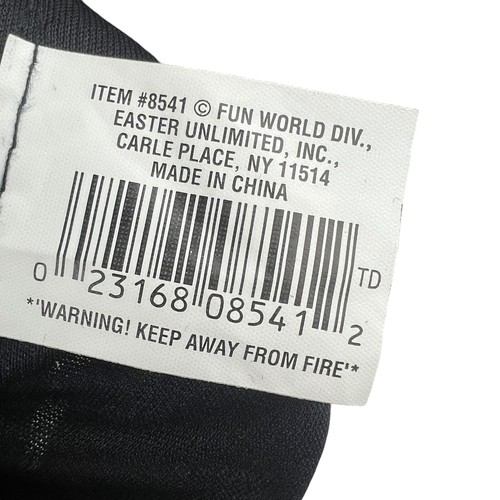 ITEM #8541 © FUN WORLD DIV.,
EASTER UNLIMITED, INC.,
CARLE PLACE, NY 11514
MADE IN CHINA
TD
0 23168 08541 2
*'WARNING! KEEP AWAY FROM FIRE'*